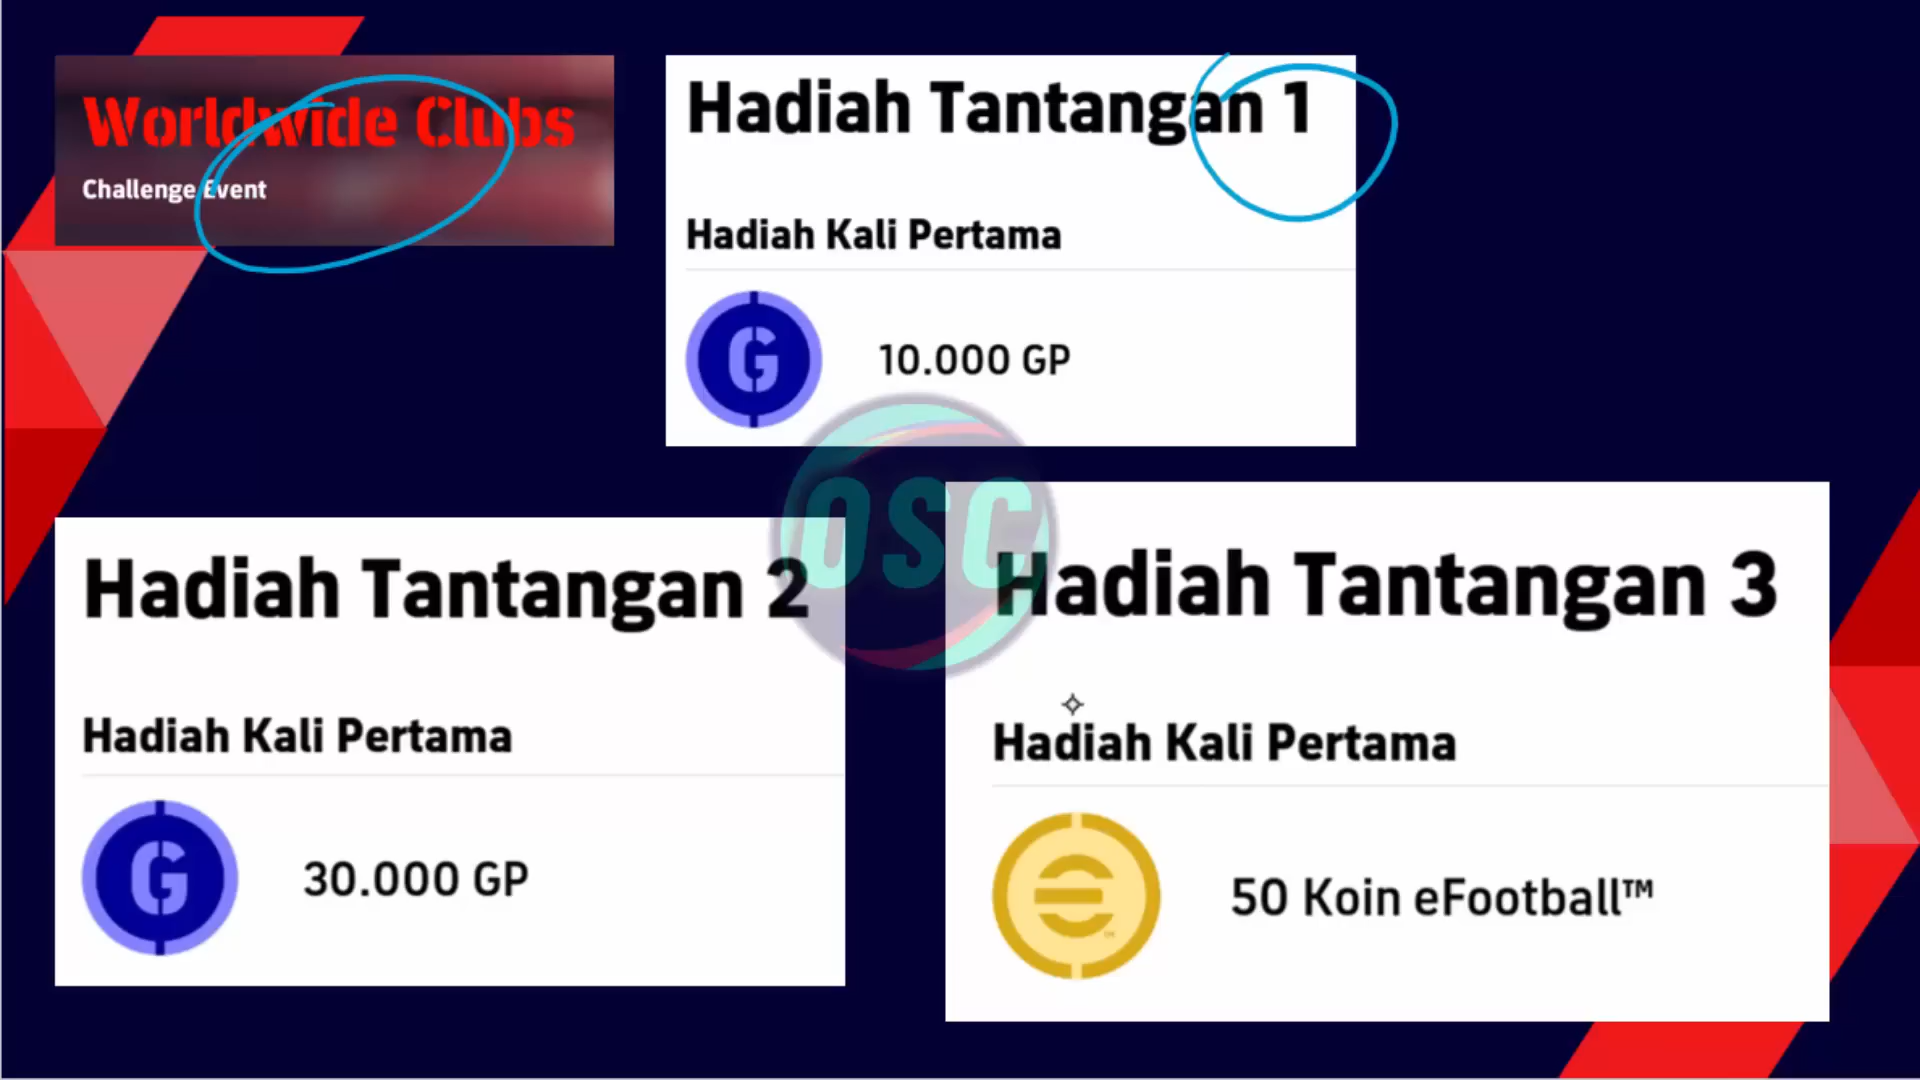 Worldwide Clubs
Challenge Event
Hadiah Tantangan 1
Hadiah Kali Pertama
G
10.000 GP
OSC
Hadiah Tantangan 2
Hadiah Kali Pertama
G
30.000 GP
Hadiah Tantangan 3
Hadiah Kali Pertama
50 Koin eFootball™